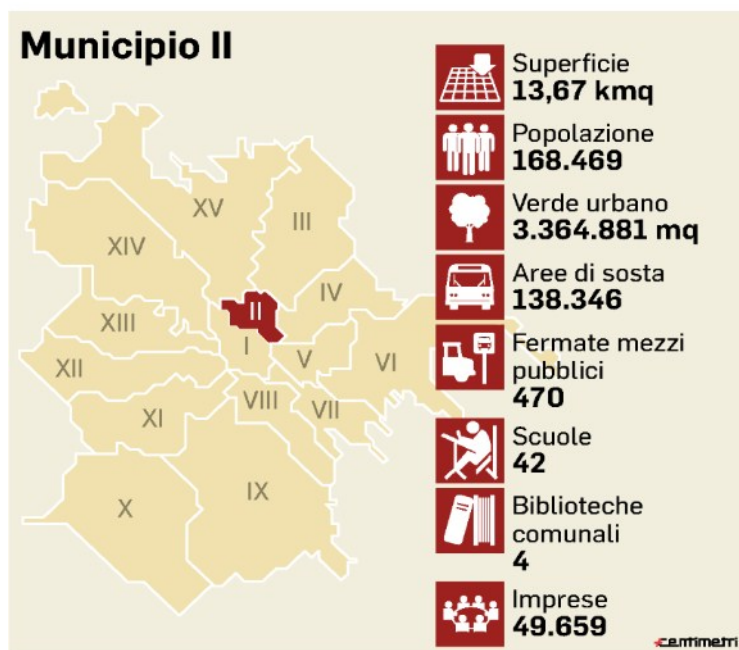 Municipio II
Superficie
13,67 kmq
Popolazione
168.469
Verde urbano
3.364.881 mq
Aree di sosta
138.346
Fermate mezzi
pubblici
470
Scuole
42
Biblioteche
comunali
4
Imprese
49.659
XV
III
XIV
IV
II
XIII
I
V
VI
XII
VIII
VII
XI
IX
X
centimetri